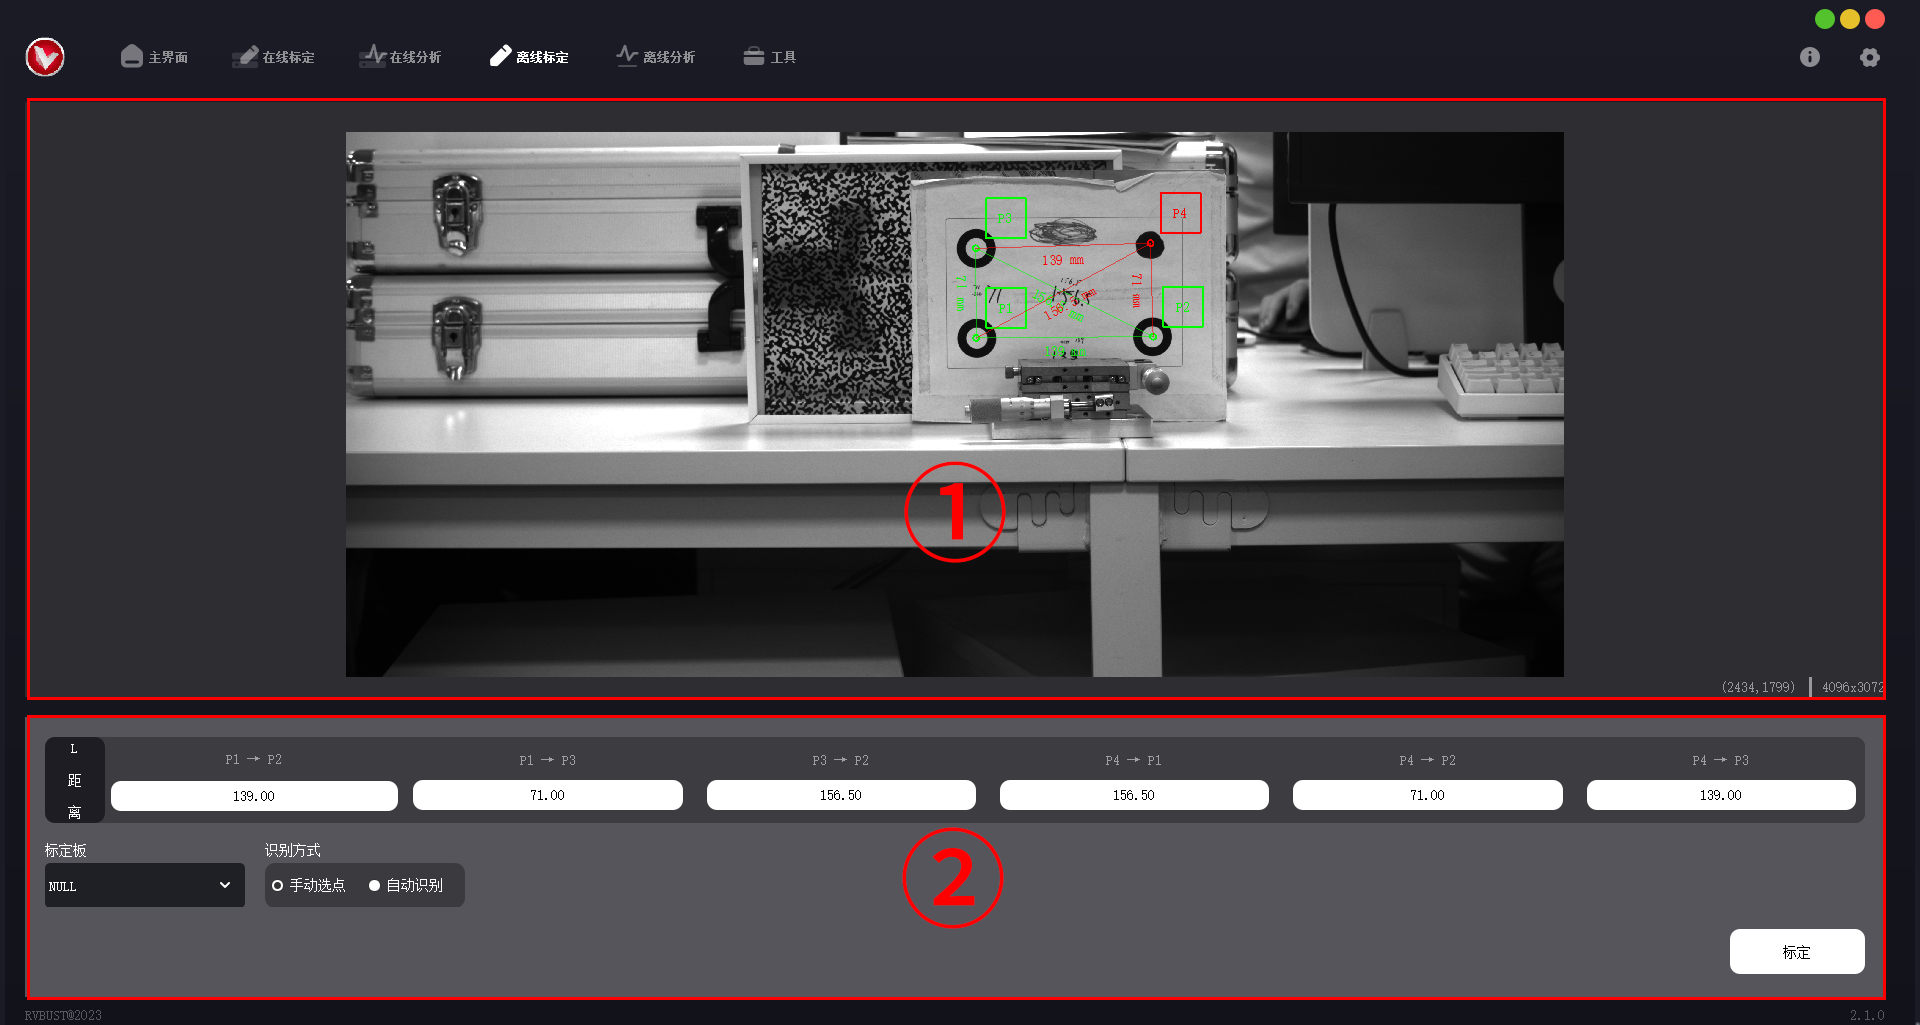 主界面
在线标定
在线分析
离线标定
离线分析
工具
P3
P4
139 mm
71 mm
71 mm
P1
P2
1
(2434,1799)
4096x3072
L
距
离
P1 → P2
P1 → P3
P3 → P2
P4 → P1
P4 → P2
P4 → P3
139.00
71.00
156.50
156.50
71.00
139.00
标定板
识别方式
NULL
手动选点
自动识别
2
标定
RVBUST@2023
2.1.0